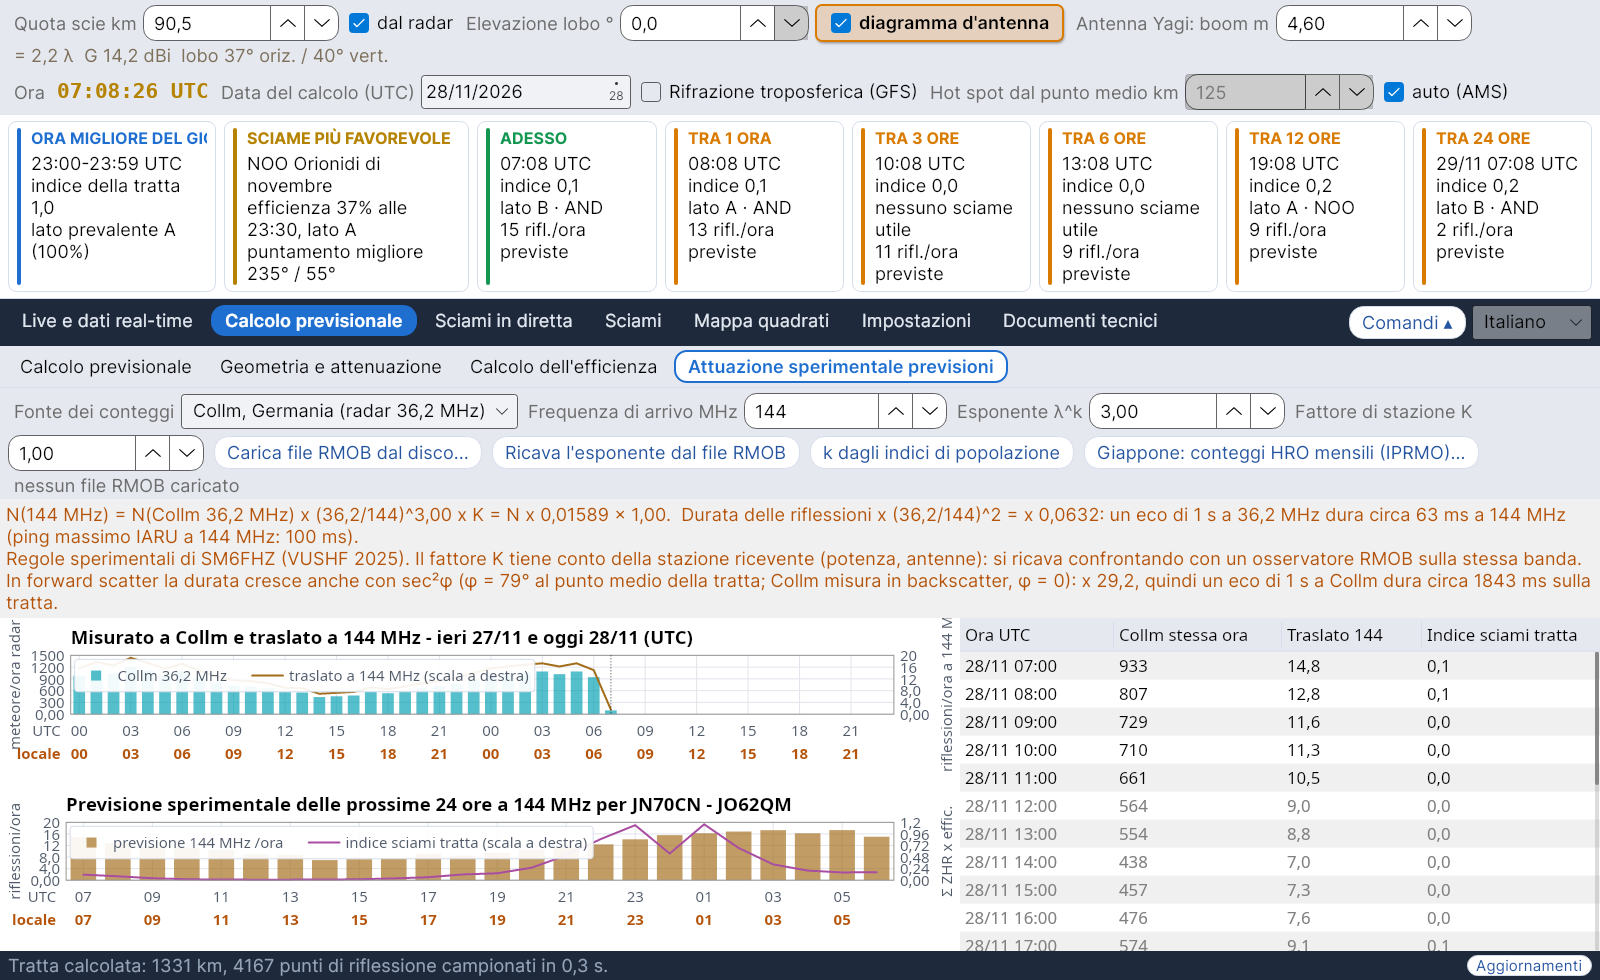 Quota scie km 90,5 dal radar Elevazione lobo ° 0,0 diagramma d'antenna Antenna Yagi: boom m 4,60
= 2,2 λ G 14,2 dBi lobo 37° oriz. / 40° vert.
Ora 07:08:26 UTC Data del calcolo (UTC) 28/11/2026 28 Rifrazione troposferica (GFS) Hot spot dal punto medio km 125 auto (AMS)
ORA MIGLIORE DEL GIO
23:00-23:59 UTC
indice della tratta
1,0
lato prevalente A
(100%)
SCIAME PIÙ FAVOREVOLE
NOO Orionidi di
novembre
efficienza 37% alle
23:30, lato A
puntamento migliore
235° / 55°
ADESSO
07:08 UTC
indice 0,1
lato B · AND
15 rifl./ora
previste
TRA 1 ORA
08:08 UTC
indice 0,1
lato A · AND
13 rifl./ora
previste
TRA 3 ORE
10:08 UTC
indice 0,0
nessuno sciame
utile
11 rifl./ora
previste
TRA 6 ORE
13:08 UTC
indice 0,0
nessuno sciame
utile
9 rifl./ora
previste
TRA 12 ORE
19:08 UTC
indice 0,2
lato A · NOO
9 rifl./ora
previste
TRA 24 ORE
29/11 07:08 UTC
indice 0,2
lato B · AND
2 rifl./ora
previste
Live e dati real-time Calcolo previsionale Sciami in diretta Sciami Mappa quadrati Impostazioni Documenti tecnici Comandi ▴ Italiano
Calcolo previsionale Geometria e attenuazione Calcolo dell'efficienza Attuazione sperimentale previsioni
Fonte dei conteggi Collm, Germania (radar 36,2 MHz) Frequenza di arrivo MHz 144 Esponente λ^k 3,00 Fattore di stazione K
1,00 Carica file RMOB dal disco... Ricava l'esponente dal file RMOB k dagli indici di popolazione Giappone: conteggi HRO mensili (IPRMO)...
nessun file RMOB caricato
N(144 MHz) = N(Collm 36,2 MHz) x (36,2/144)^3,00 x K = N x 0,01589 × 1,00. Durata delle riflessioni x (36,2/144)^2 = x 0,0632: un eco di 1 s a 36,2 MHz dura circa 63 ms a 144 MHz
(ping massimo IARU a 144 MHz: 100 ms).
Regole sperimentali di SM6FHZ (VUSHF 2025). Il fattore K tiene conto della stazione ricevente (potenza, antenne): si ricava confrontando con un osservatore RMOB sulla stessa banda.
In forward scatter la durata cresce anche con sec²φ (φ = 79° al punto medio della tratta; Collm misura in backscatter, φ = 0): x 29,2, quindi un eco di 1 s a Collm dura circa 1843 ms sulla
tratta.
Misurato a Collm e traslato a 144 MHz - ieri 27/11 e oggi 28/11 (UTC)
meteore/ora radar
1500
1200
900
600
300
0,00
Collm 36,2 MHz traslato a 144 MHz (scala a destra)
20
16
12
8,0
4,0
0,00
riflessioni/ora a 144 M
UTC 00 03 06 09 12 15 18 21 00 03 06 09 12 15 18 21
locale 00 03 06 09 12 15 18 21 00 03 06 09 12 15 18 21
Previsione sperimentale delle prossime 24 ore a 144 MHz per JN70CN - JO62QM
riflessioni/ora
20
16
12
8,0
4,0
0,00
previsione 144 MHz /ora indice sciami tratta (scala a destra)
1,2
0,96
0,72
0,48
0,24
0,00
Σ ZHR x effic.
UTC 07 09 11 13 15 17 19 21 23 01 03 05
locale 07 09 11 13 15 17 19 21 23 01 03 05
Ora UTC Collm stessa ora Traslato 144 Indice sciami tratta
28/11 07:00 933 14,8 0,1
28/11 08:00 807 12,8 0,1
28/11 09:00 729 11,6 0,0
28/11 10:00 710 11,3 0,0
28/11 11:00 661 10,5 0,0
28/11 12:00 564 9,0 0,0
28/11 13:00 554 8,8 0,0
28/11 14:00 438 7,0 0,0
28/11 15:00 457 7,3 0,0
28/11 16:00 476 7,6 0,0
28/11 17:00 574 9,1 0,1
Tratta calcolata: 1331 km, 4167 punti di riflessione campionati in 0,3 s. Aggiornamenti